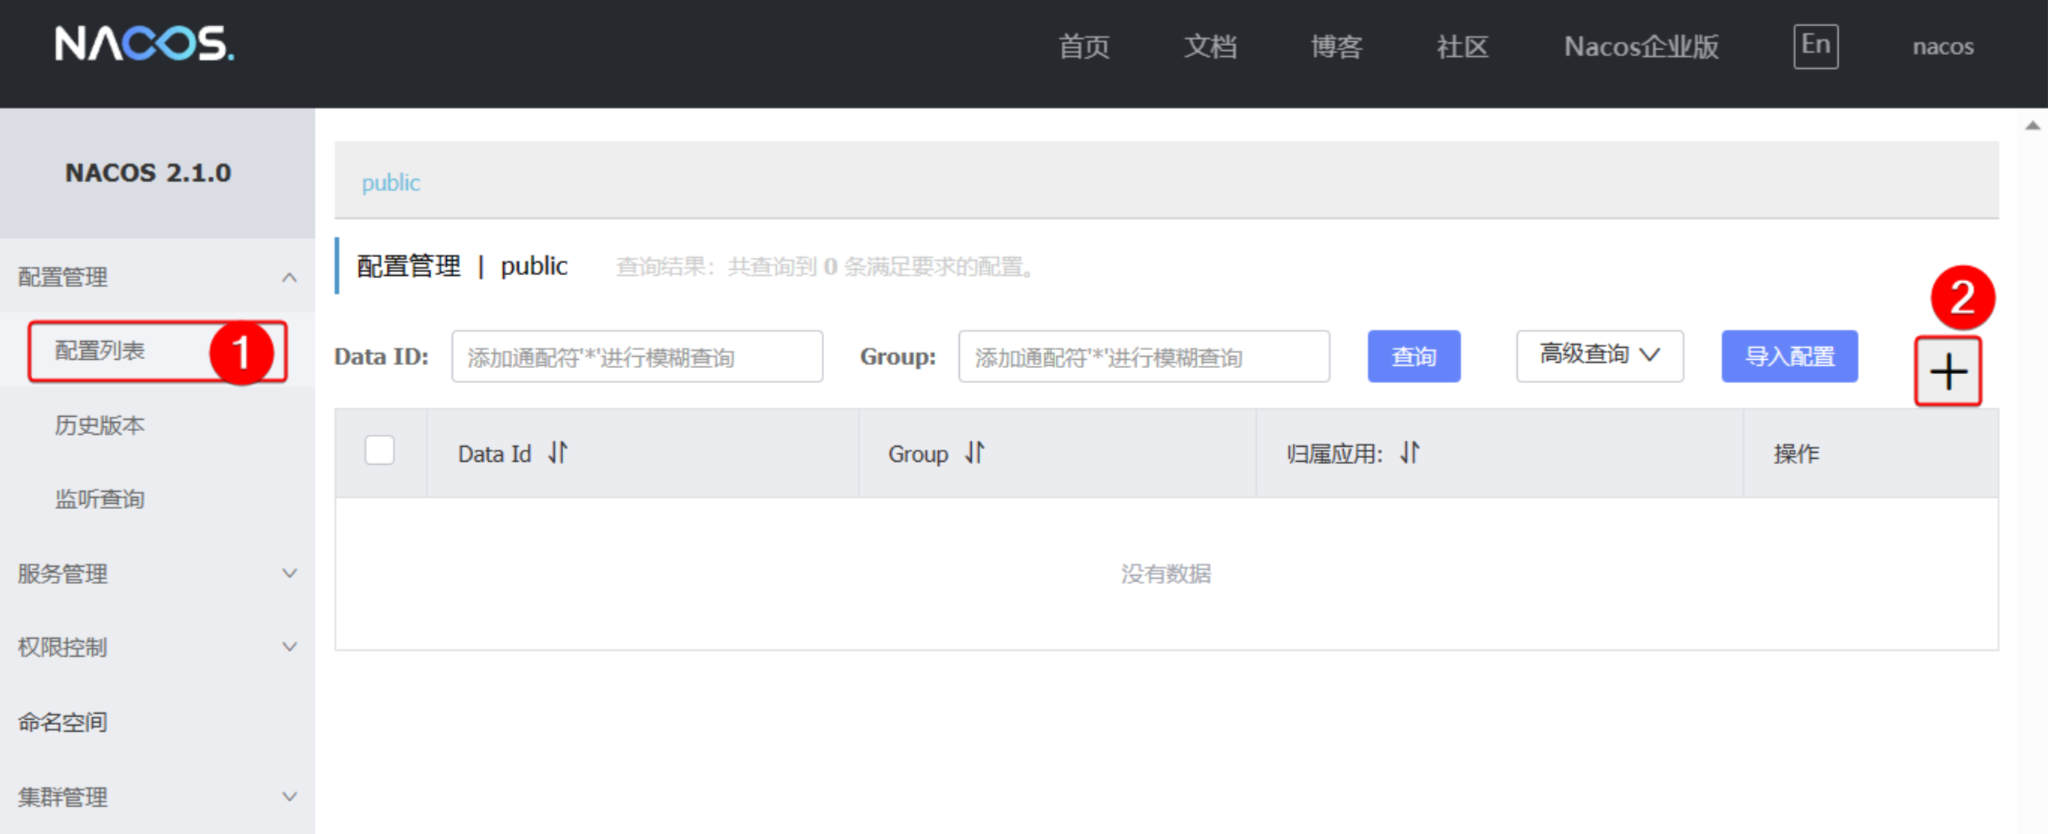 NACOS.
首页 文档 博客 社区 Nacos企业版 En nacos
NACOS 2.1.0
配置管理
配置列表 1
历史版本
监听查询
服务管理
权限控制
命名空间
集群管理
public
配置管理 | public 查询结果：共查询到 0 条满足要求的配置。
2
Data ID: 添加通配符'*'进行模糊查询 Group: 添加通配符'*'进行模糊查询 查询 高级查询 导入配置 +
Data Id Group 归属应用: 操作
没有数据